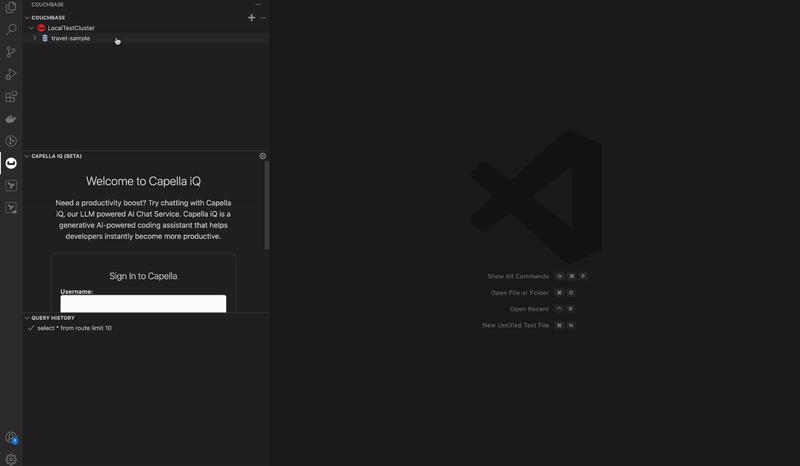 COUCHBASE
COUCHBASE
LocalTestCluster
travel-sample
CAPELLA IQ (BETA)
Welcome to Capella iQ
Need a productivity boost? Try chatting with Capella
iQ, our LLM powered AI Chat Service. Capella iQ is a
generative AI-powered coding assistant that helps
developers instantly become more productive.
Sign In to Capella
Username:
QUERY HISTORY
select * from route limit 10
Show All Commands ⇧ ⌘ P
Open File or Folder ⌘ O
Open Recent ⌃ R
New Untitled Text File ⌘ N